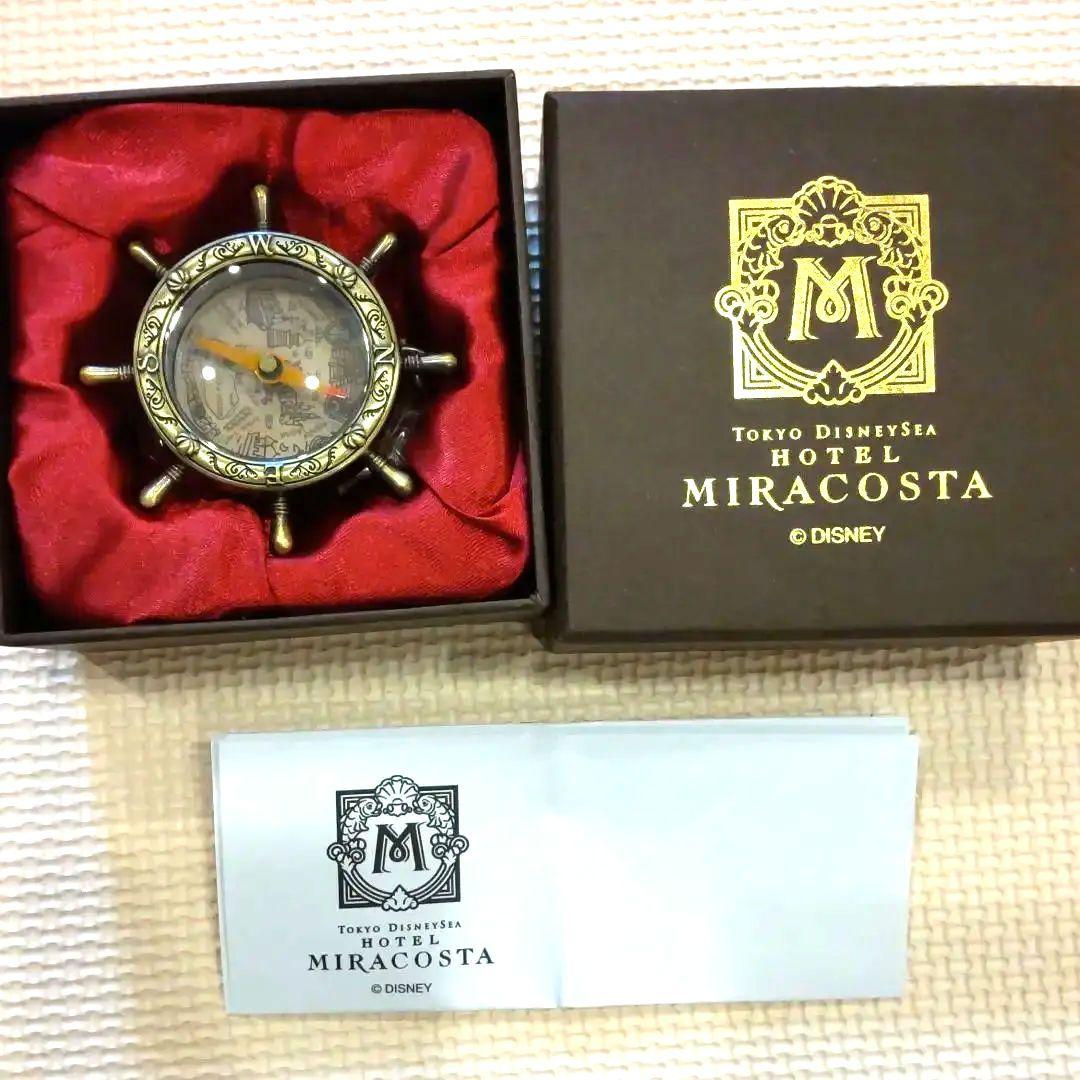 W
S
N
E
M
TOKYO DISNEYSEA
HOTEL
MIRACOSTA
© DISNEY
M
TOKYO DISNEYSEA
HOTEL
MIRACOSTA
© DISNEY